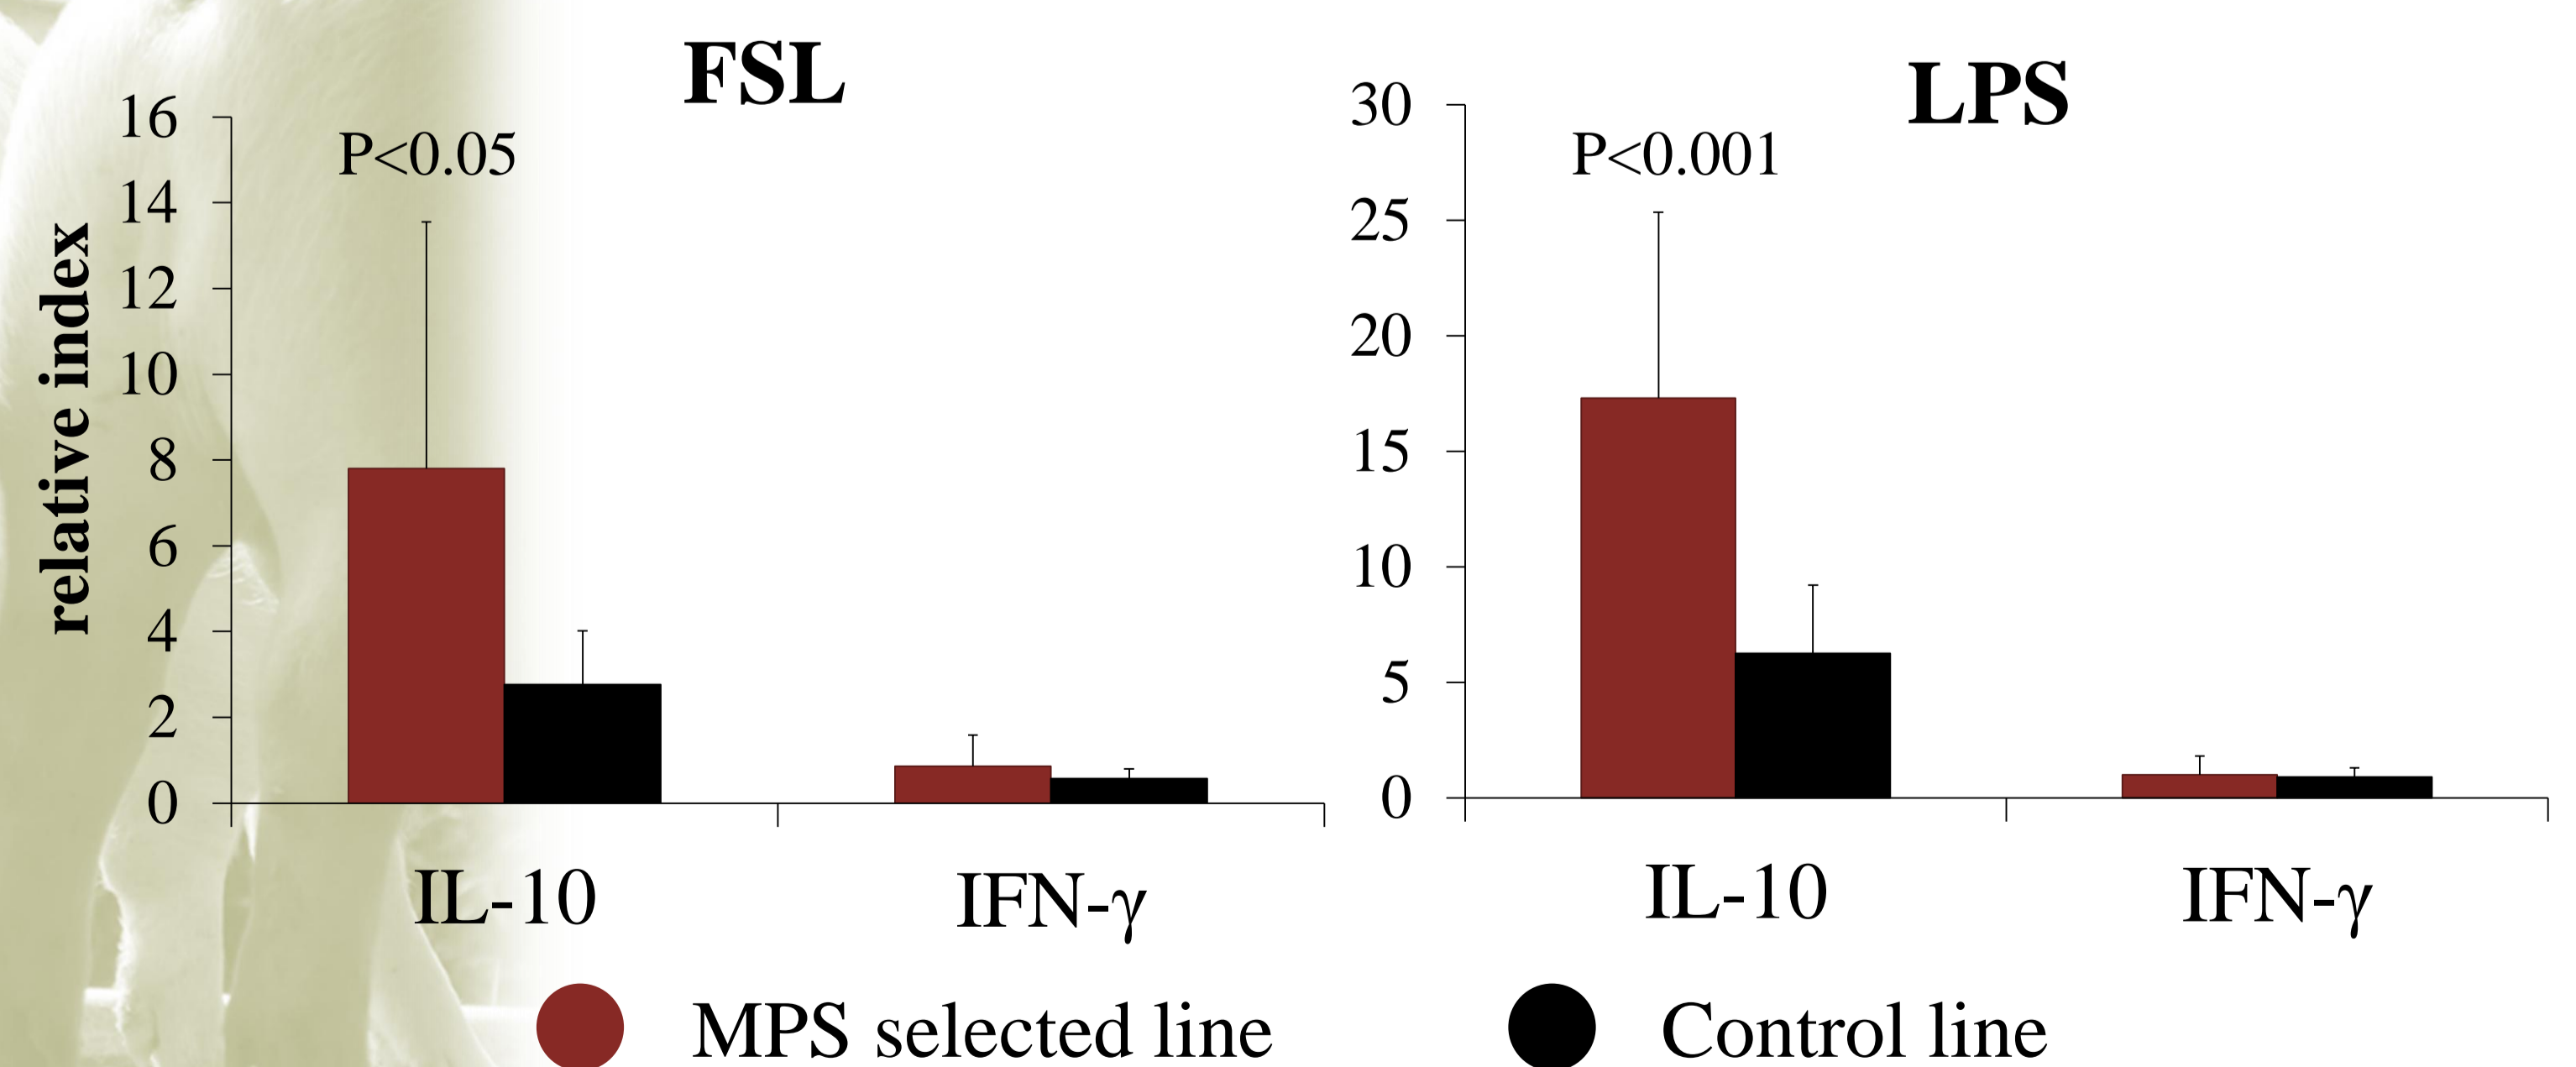 FSL
relative index
16
14
12
10
8
6
4
2
0
P<0.05
IL-10
IFN-γ
LPS
30
25
20
15
10
5
0
P<0.001
IL-10
IFN-γ
MPS selected line
Control line